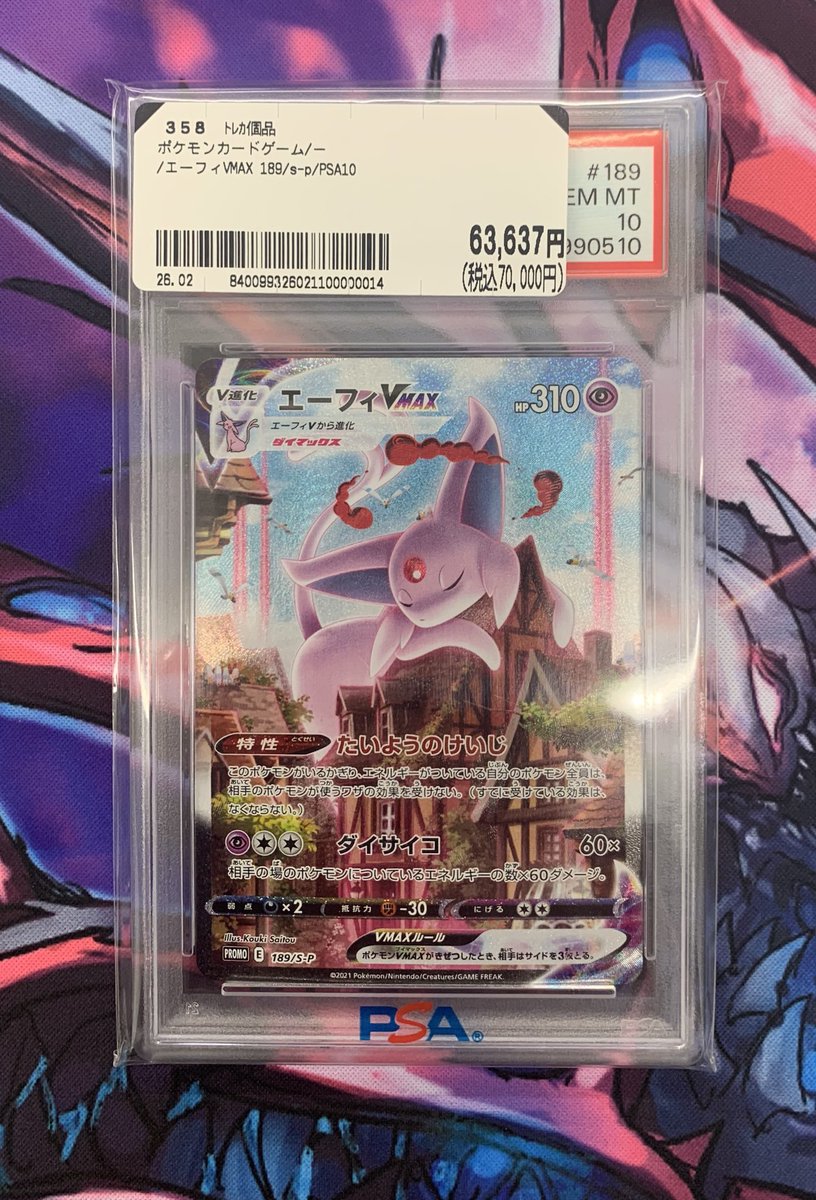 358 トレカ個品
ポケモンカードゲーム/ー
/エーフィVMAX 189/s-p/PSA10
63,637円
(税込70,000円)
26.02 8400993260211000000014
#189
EM MT
10
990510
V進化
エーフィVMAX
HP310
エーフィVから進化
ダイマックス
特性 とくせい
たいようのけいじ
このポケモンがいるかぎり、エネルギーがついている自分のポケモン全員は、
相手のポケモンが使うワザの効果を受けない。(すでに受けている効果は、
なくならない。)
ダイサイコ 60×
相手の場のポケモンについているエネルギーの数×60ダメージ。
弱点 ×2 抵抗力 -30 にげる
Illus.Kouki Saitou
VMAXルール
PROMO E 189/S-P
ポケモンVMAXがきぜつしたとき、相手はサイドを3枚とる。
©2021 Pokémon/Nintendo/Creatures/GAME FREAK.
PSA®